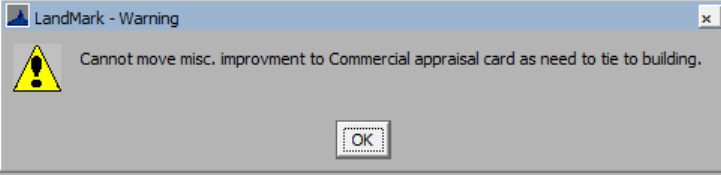 LandMark - Warning
Cannot move misc. improvment to Commercial appraisal card as need to tie to building.
OK